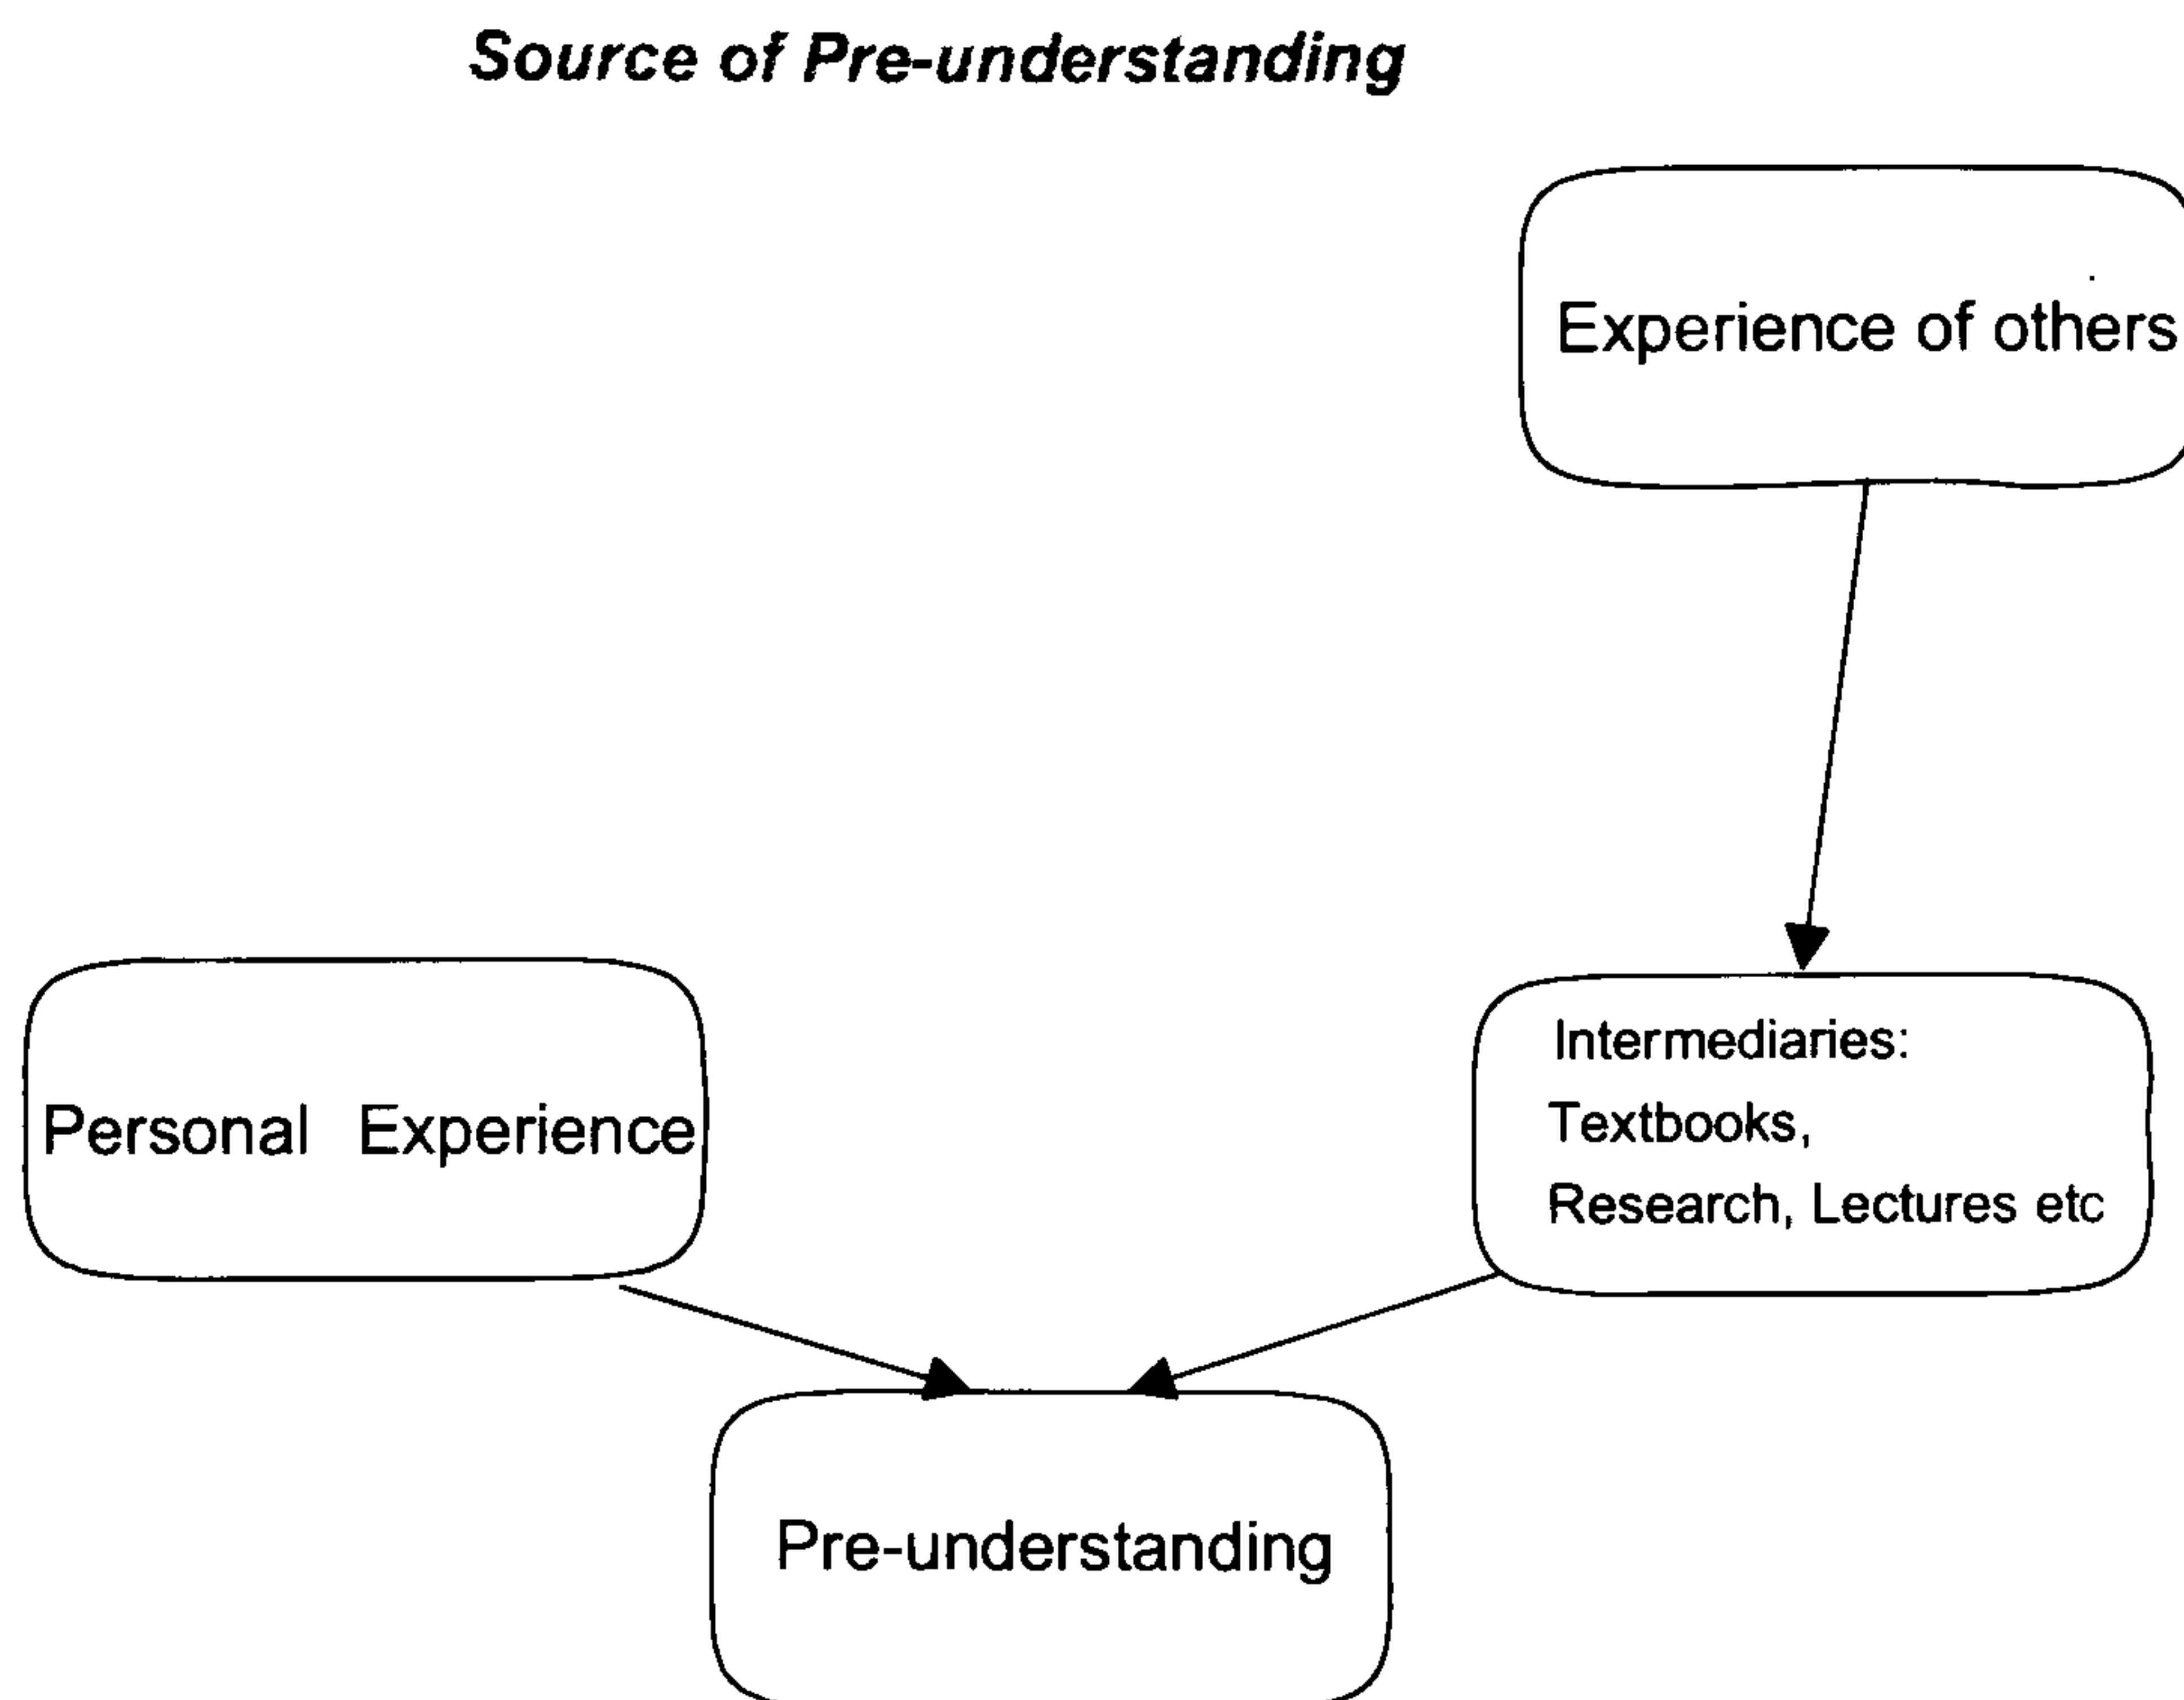 Source of Pre-understanding
Experience of others
Personal Experience
Intermediaries:
Textbooks,
Research, Lectures etc
Pre-understanding